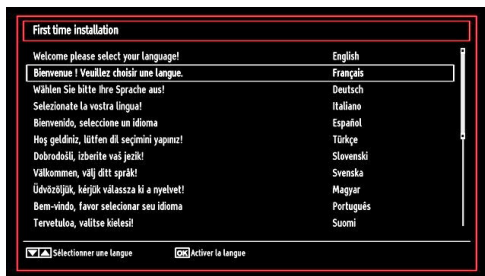 First time installation
Welcome please select your language! English
Bienvenue ! Veuillez choisir une langue. Français
Wählen Sie bitte Ihre Sprache aus! Deutsch
Selezionate la vostra lingua! Italiano
Bienvenido, seleccione un idioma Español
Hoş geldiniz, lütfen dil seçimini yapınız! Türkçe
Dobrodošli, izberite vaš jezik! Slovenski
Välkommen, välj ditt språk! Svenska
Üdvözöljük, kérjük válassza ki a nyelvet! Magyar
Bem-vindo, favor selecionar seu idioma Português
Tervetuloa, valitse kielesi! Suomi
Sélectionner une langue OK Activer la langue